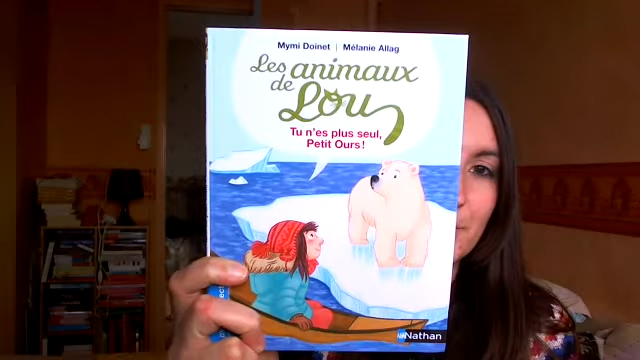 Mymi Doinet | Mélanie Allag
Les animaux
de Lou
Tu n'es plus seul,
Petit Ours !
Nathan